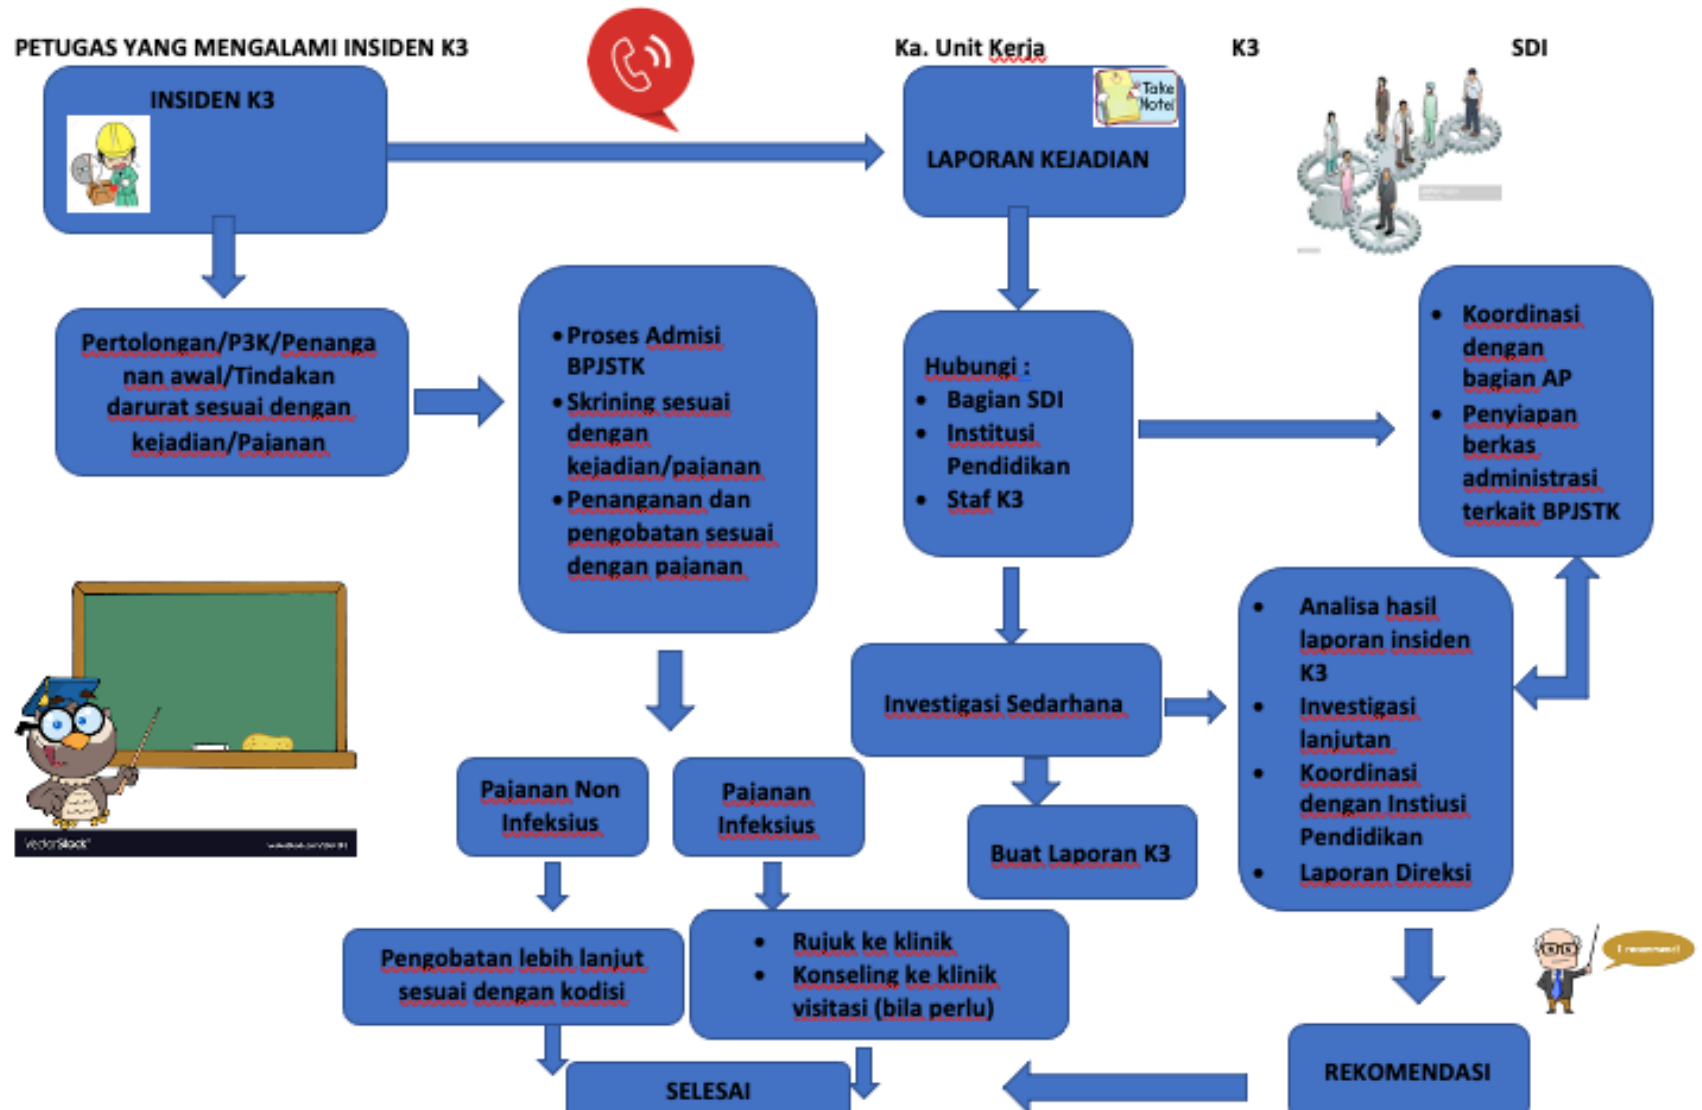 PETUGAS YANG MENGALAMI INSIDEN K3
Ka. Unit Kerja
K3
SDI
INSIDEN K3
Take
Note!
LAPORAN KEJADIAN
Pertolongan/P3K/Penanga
nan awal/Tindakan
darurat sesuai dengan
kejadian/Pajanan
• Proses Admisi
BPJSTK
• Skrining sesuai
dengan
kejadian/pajanan
• Penanganan dan
pengobatan sesuai
dengan pajanan
Hubungi :
• Bagian SDI
• Institusi
Pendidikan
• Staf K3
• Koordinasi
dengan
bagian AP
• Penyiapan
berkas
administrasi
terkait BPJSTK
Investigasi Sedarhana
• Analisa hasil
laporan insiden
K3
• Investigasi
lanjutan
• Koordinasi
dengan Instiusi
Pendidikan
• Laporan Direksi
Buat Laporan K3
VectorStock®
Pajanan Non
Infeksius
Pajanan
Infeksius
Pengobatan lebih lanjut
sesuai dengan kodisi
• Rujuk ke klinik
• Konseling ke klinik
visitasi (bila perlu)
I recommend!
REKOMENDASI
SELESAI